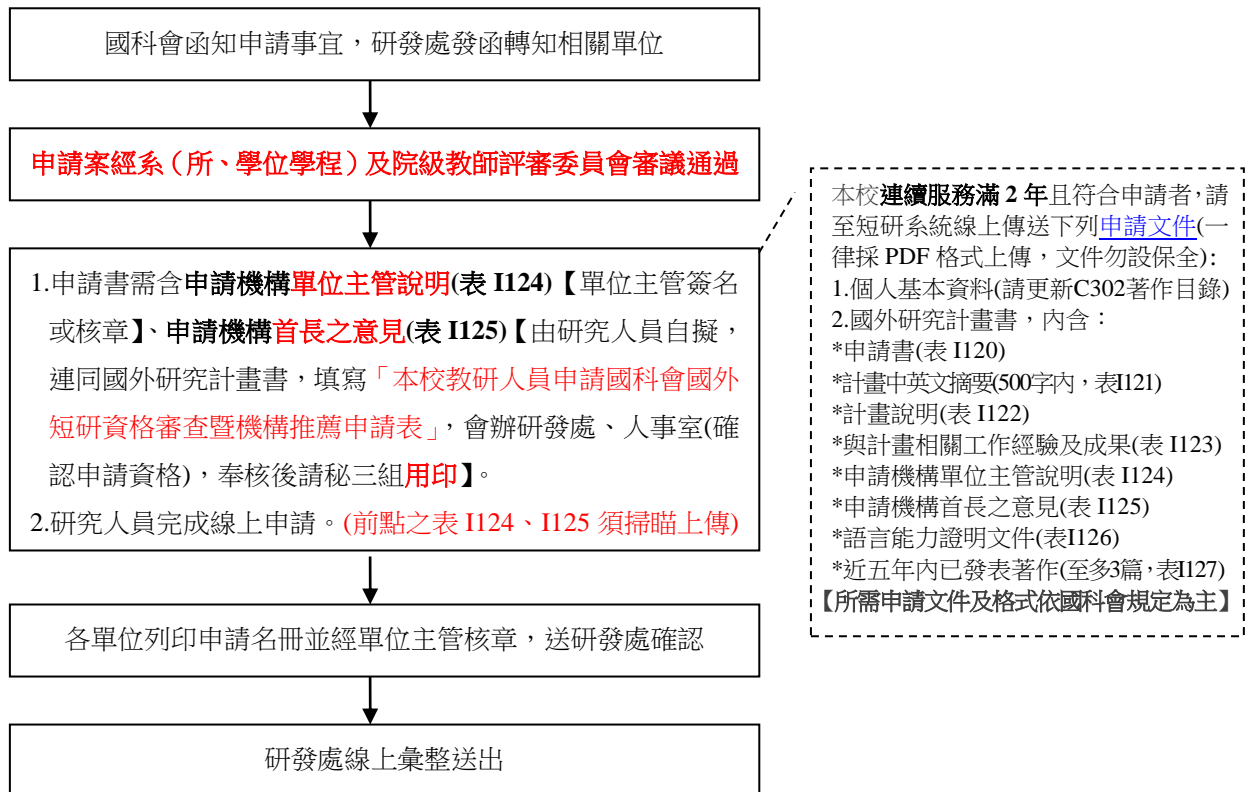 國科會函知申請事宜，研發處發函轉知相關單位
申請案經系（所、學位學程）及院級教師評審委員會審議通過
1.申請書需含申請機構單位主管說明(表 I124)【單位主管簽名
或核章】、申請機構首長之意見(表 I125)【由研究人員自擬，
連同國外研究計畫書，填寫「本校教研人員申請國科會國外
短研資格審查暨機構推薦申請表」，會辦研發處、人事室(確
認申請資格)，奉核後請秘三組用印】。
2.研究人員完成線上申請。(前點之表 I124、I125 須掃瞄上傳)
各單位列印申請名冊並經單位主管核章，送研發處確認
研發處線上彙整送出
本校連續服務滿 2 年且符合申請者，請
至短研系統線上傳送下列申請文件(一
律採 PDF 格式上傳，文件勿設保全):
1.個人基本資料(請更新C302著作目錄)
2.國外研究計畫書，內含：
*申請書(表 I120)
*計畫中英文摘要(500字內，表I121)
*計畫說明(表 I122)
*與計畫相關工作經驗及成果(表 I123)
*申請機構單位主管說明(表 I124)
*申請機構首長之意見(表 I125)
*語言能力證明文件(表I126)
*近五年內已發表著作(至多3篇，表I127)
【所需申請文件及格式依國科會規定為主】